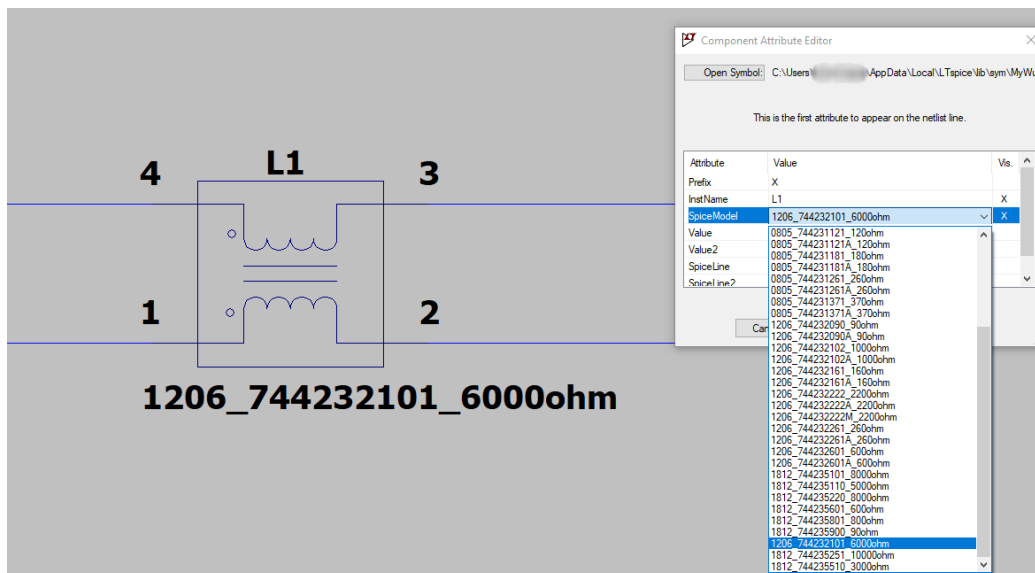 4
L1
3
1
2
1206_744232101_6000ohm
Component Attribute Editor
Open Symbol: C:\Users\ \AppData\Local\LTspice\lib\sym\MyWu
This is the first attribute to appear on the netlist line.
Attribute Value Vis.
Prefix X
InstName L1 X
SpiceModel 1206_744232101_6000ohm X
Value
Value2
SpiceLine
SpiceLine2
Can
0805_744231121_120ohm
0805_744231121A_120ohm
0805_744231181_180ohm
0805_744231181A_180ohm
0805_744231261_260ohm
0805_744231261A_260ohm
0805_744231371_370ohm
0805_744231371A_370ohm
1206_744232090_90ohm
1206_744232090A_90ohm
1206_744232102_1000ohm
1206_744232102A_1000ohm
1206_744232161_160ohm
1206_744232161A_160ohm
1206_744232222_2200ohm
1206_744232222A_2200ohm
1206_744232222M_2200ohm
1206_744232261_260ohm
1206_744232261A_260ohm
1206_744232601_600ohm
1206_744232601A_600ohm
1812_744235101_8000ohm
1812_744235110_5000ohm
1812_744235220_8000ohm
1812_744235601_600ohm
1812_744235801_800ohm
1812_744235900_90ohm
1206_744232101_6000ohm
1812_744235251_10000ohm
1812_744235510_3000ohm